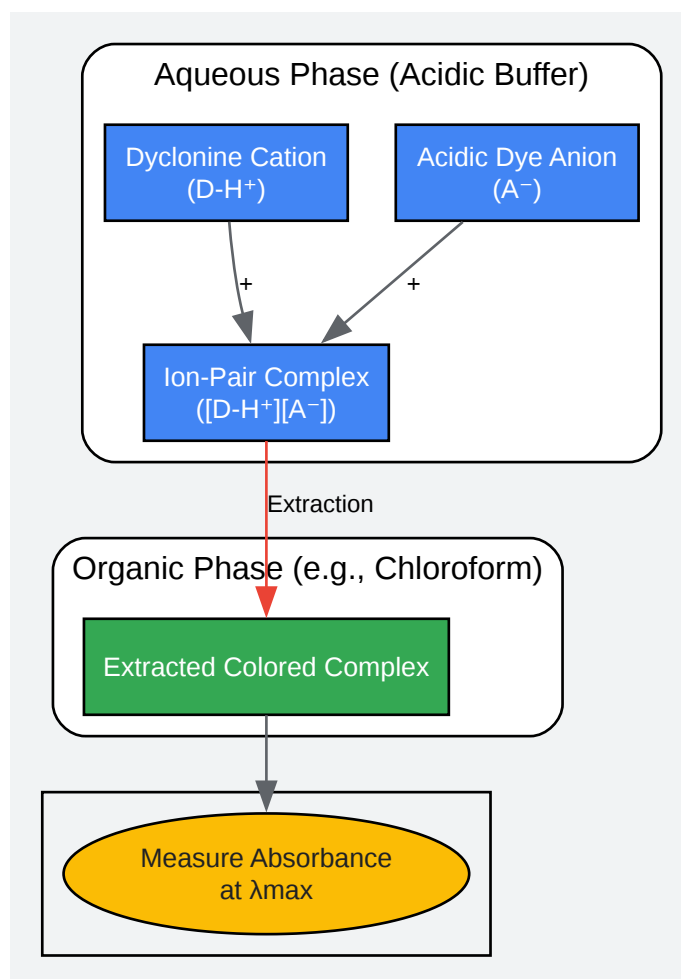 Aqueous Phase (Acidic Buffer)
Dyclonine Cation
(D-H⁺)
Acidic Dye Anion
(A⁻)
+
+
Ion-Pair Complex
([D-H⁺][A⁻])
Extraction
Organic Phase (e.g., Chloroform)
Extracted Colored Complex
Measure Absorbance
at λmax